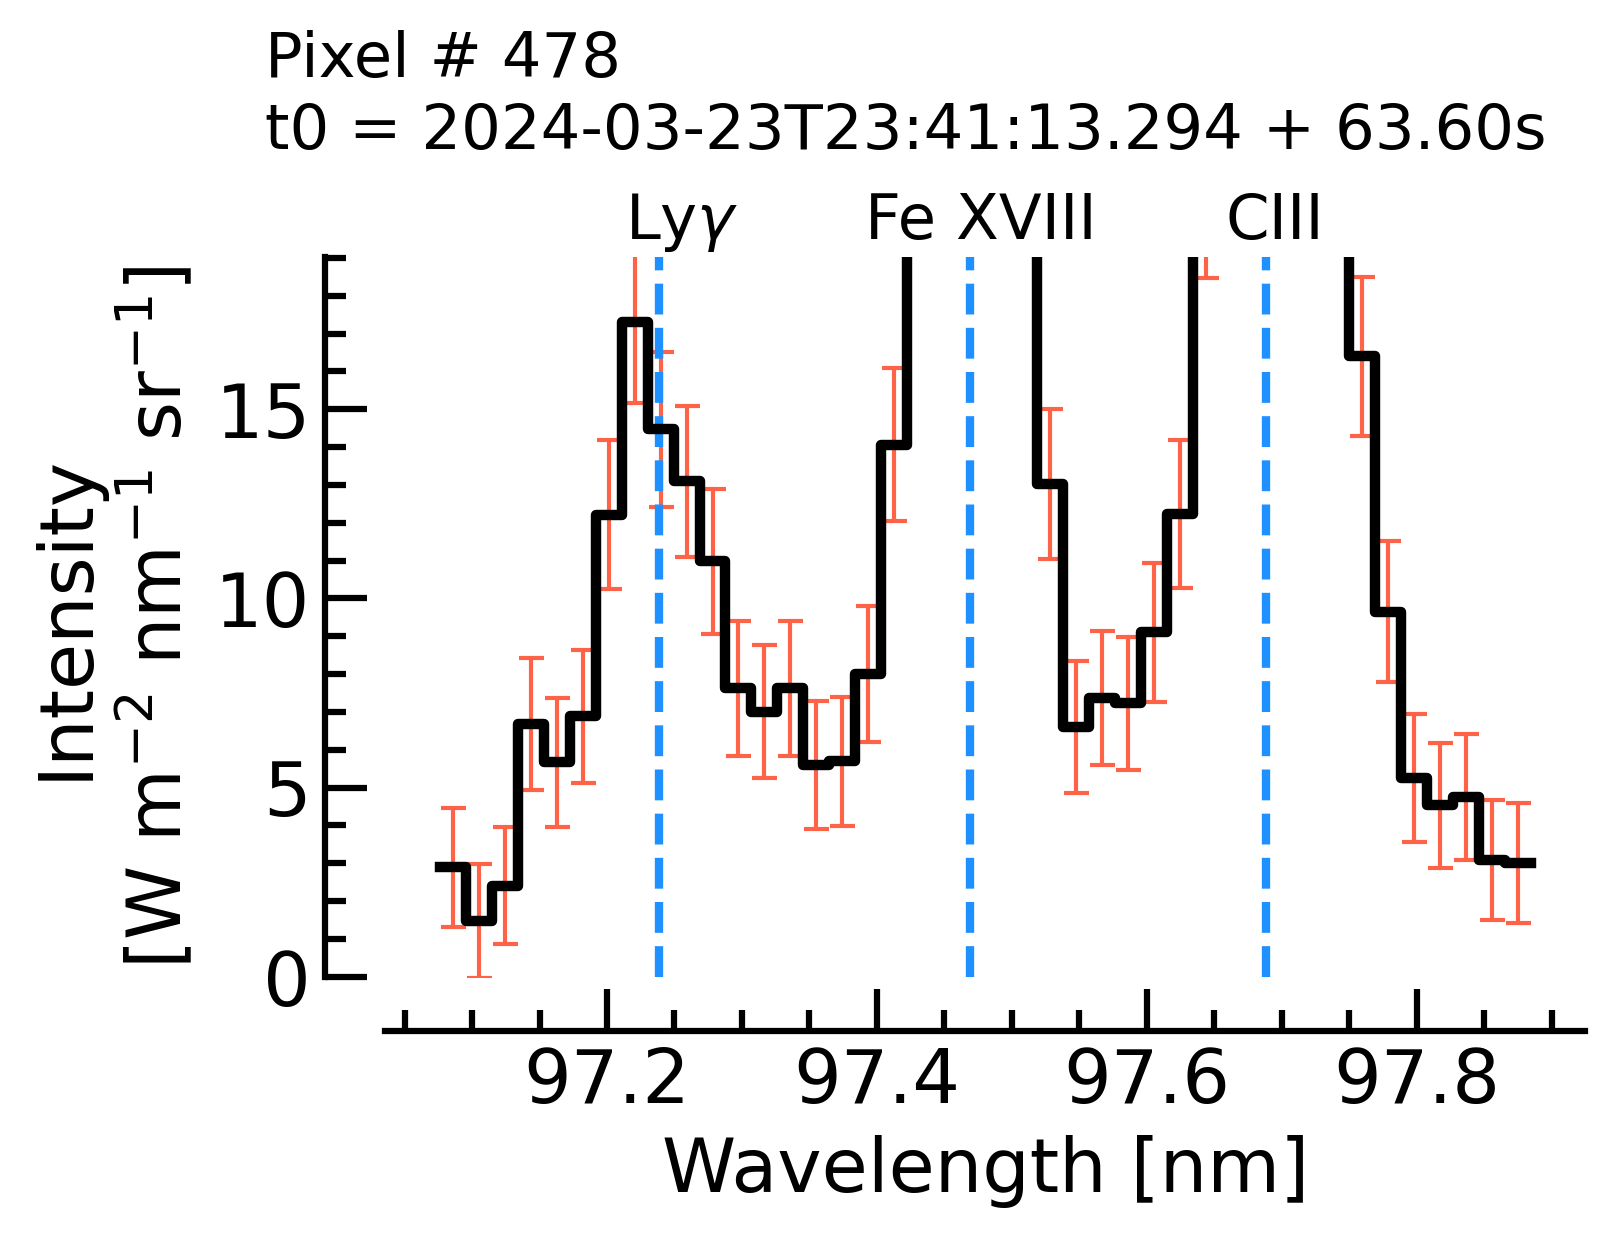 Pixel # 478
t0 = 2024-03-23T23:41:13.294 + 63.60s
Lyγ Fe XVIII CIII
Intensity
[W m⁻² nm⁻¹ sr⁻¹]
15
10
5
0
97.2 97.4 97.6 97.8
Wavelength [nm]